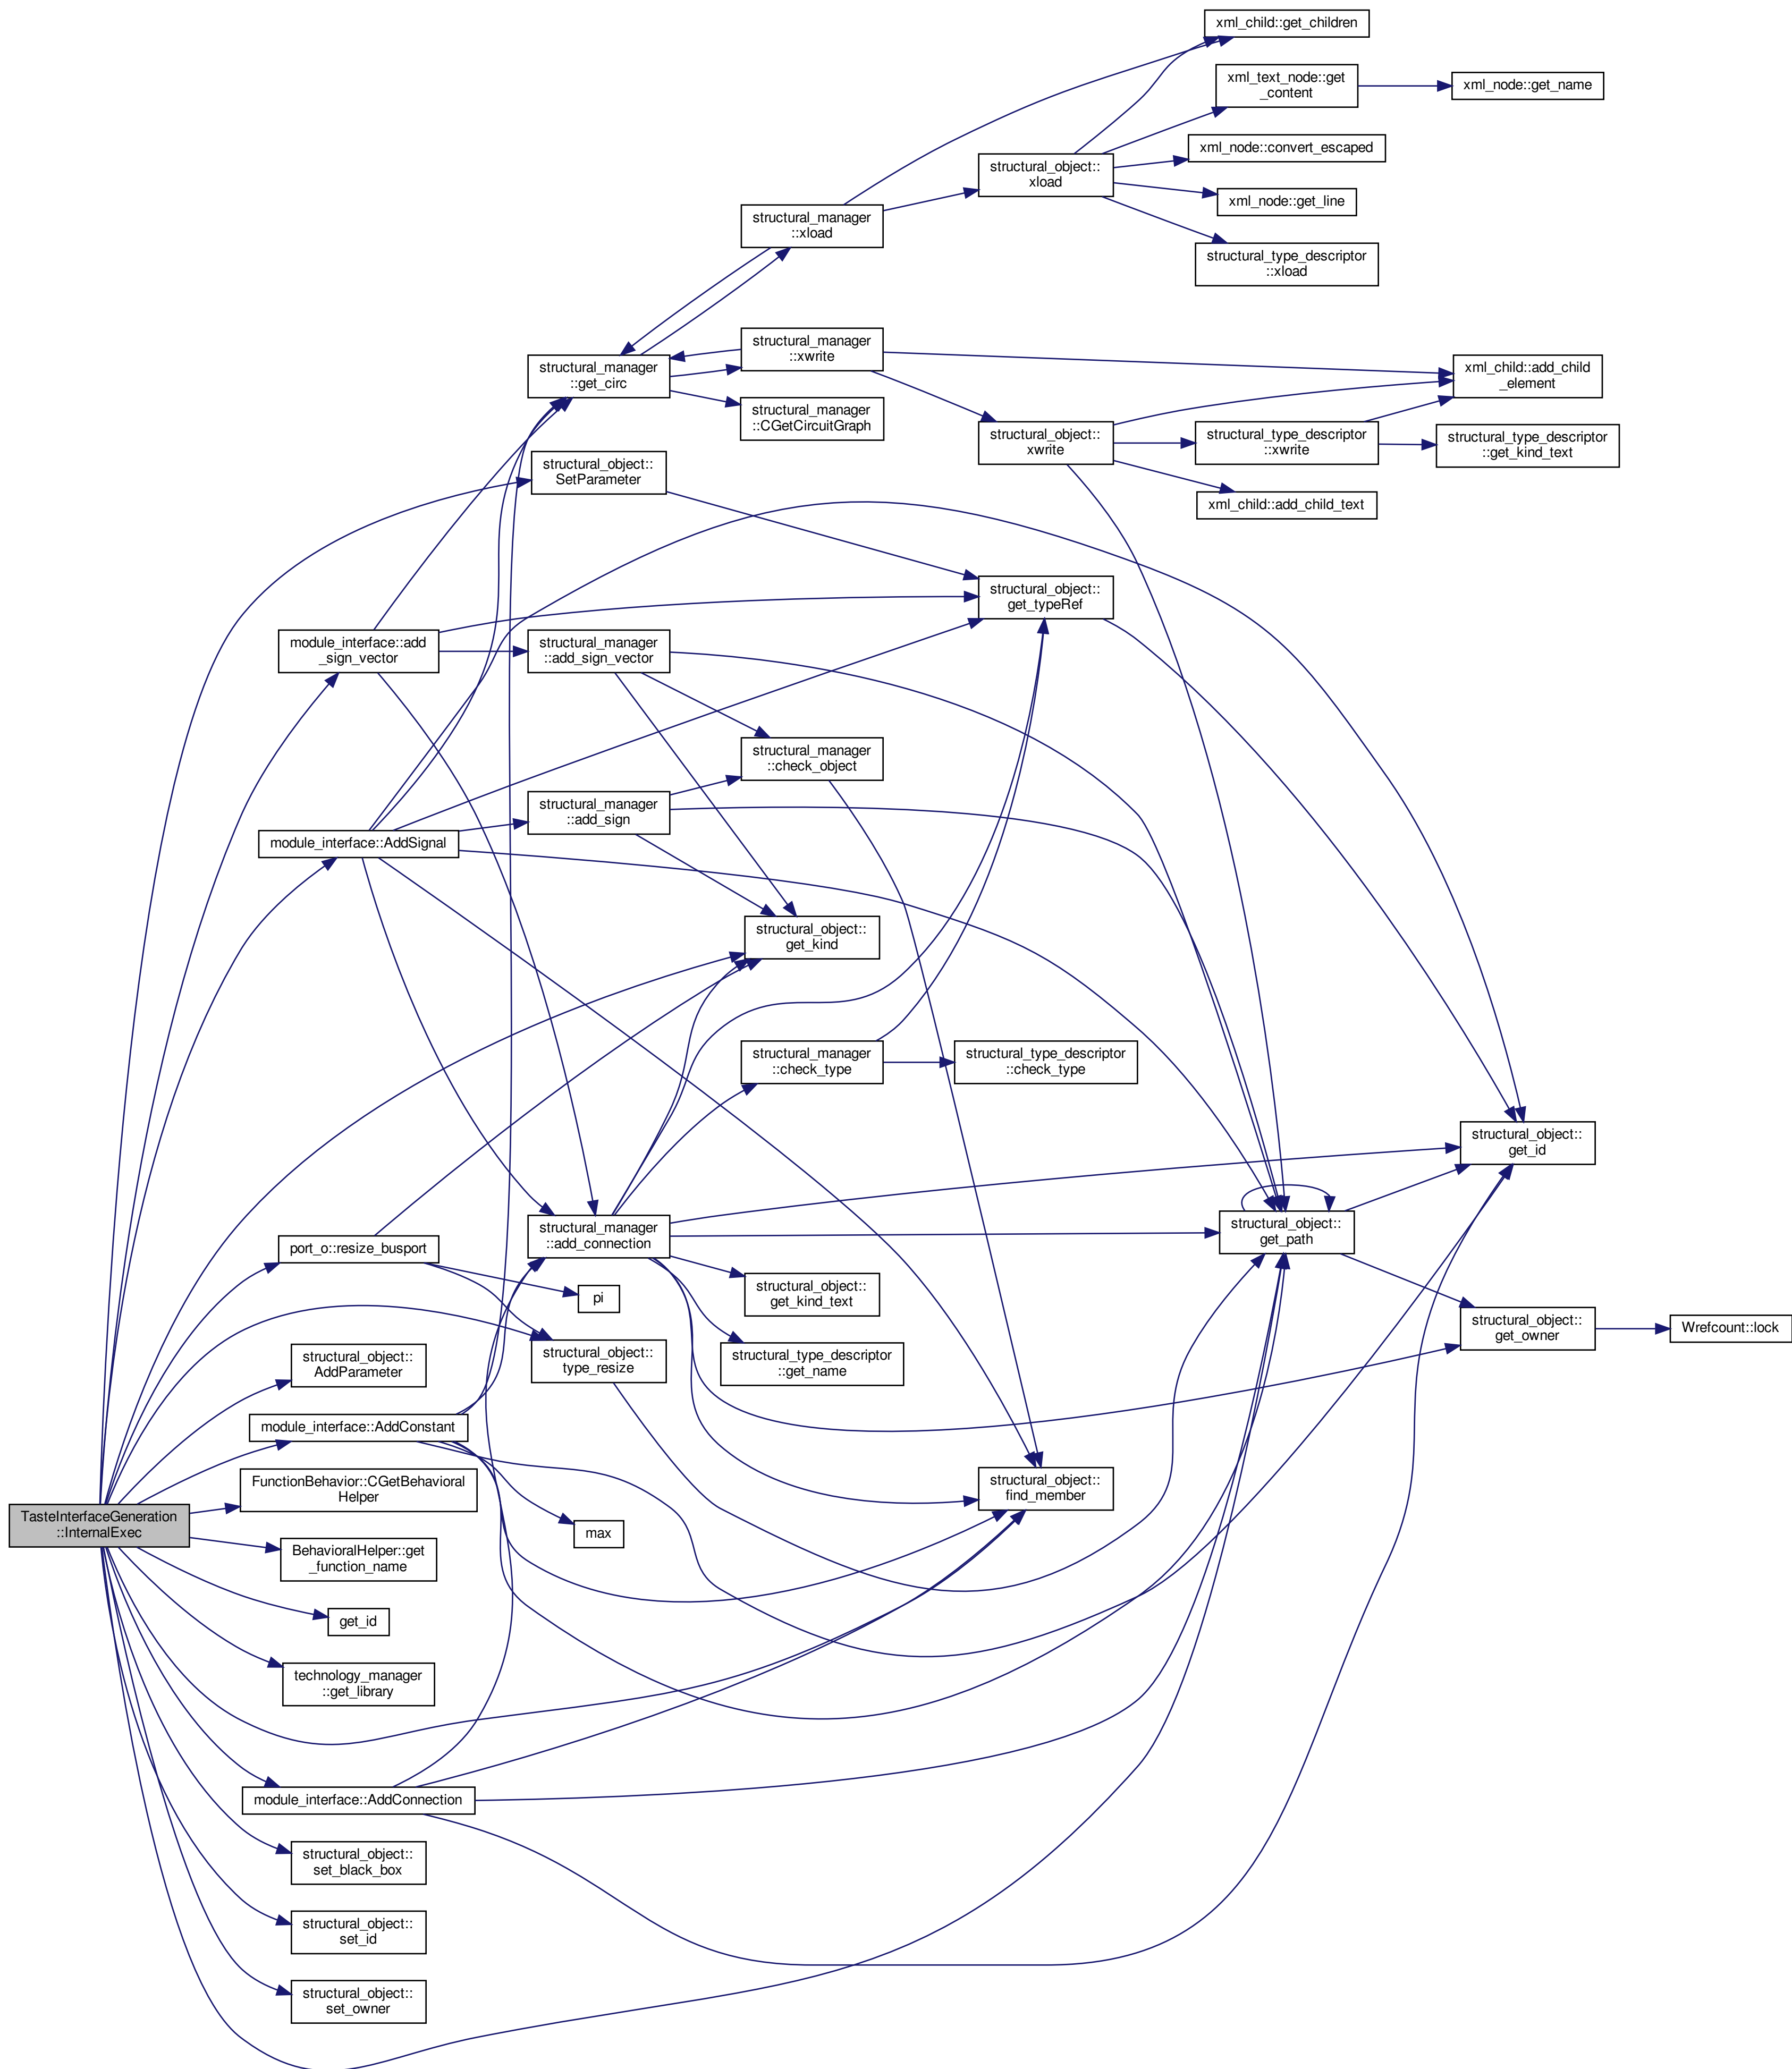 xml_child::get_children
xml_text_node::get
_content
xml_node::get_name
xml_node::convert_escaped
structural_object::
xload
xml_node::get_line
structural_manager
::xload
structural_type_descriptor
::xload
structural_manager
::xwrite
structural_manager
::get_circ
xml_child::add_child
_element
structural_manager
::CGetCircuitGraph
structural_object::
xwrite
structural_type_descriptor
::xwrite
structural_type_descriptor
::get_kind_text
structural_object::
SetParameter
xml_child::add_child_text
structural_object::
get_typeRef
module_interface::add
_sign_vector
structural_manager
::add_sign_vector
structural_manager
::check_object
structural_manager
::add_sign
module_interface::AddSignal
structural_object::
get_kind
structural_manager
::check_type
structural_type_descriptor
::check_type
structural_object::
get_id
structural_manager
::add_connection
structural_object::
get_path
port_o::resize_busport
structural_object::
get_kind_text
pi
structural_object::
get_owner
Wrefcount::lock
structural_object::
AddParameter
structural_object::
type_resize
structural_type_descriptor
::get_name
module_interface::AddConstant
FunctionBehavior::CGetBehavioral
Helper
structural_object::
find_member
TasteInterfaceGeneration
::InternalExec
max
BehavioralHelper::get
_function_name
get_id
technology_manager
::get_library
module_interface::AddConnection
structural_object::
set_black_box
structural_object::
set_id
structural_object::
set_owner